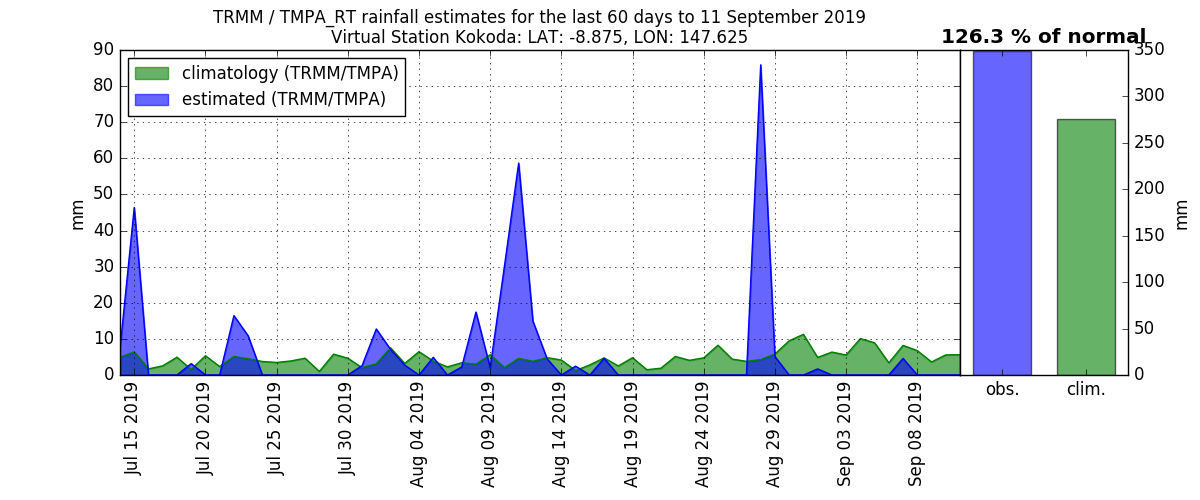 TRMM / TMPA_RT rainfall estimates for the last 60 days to 11 September 2019
Virtual Station Kokoda: LAT: -8.875, LON: 147.625
126.3 % of normal
climatology (TRMM/TMPA)
estimated (TRMM/TMPA)
90
80
70
60
50
40
30
20
10
0
mm
350
300
250
200
150
100
50
0
mm
Jul 15 2019
Jul 20 2019
Jul 25 2019
Jul 30 2019
Aug 04 2019
Aug 09 2019
Aug 14 2019
Aug 19 2019
Aug 24 2019
Aug 29 2019
Sep 03 2019
Sep 08 2019
obs.
clim.